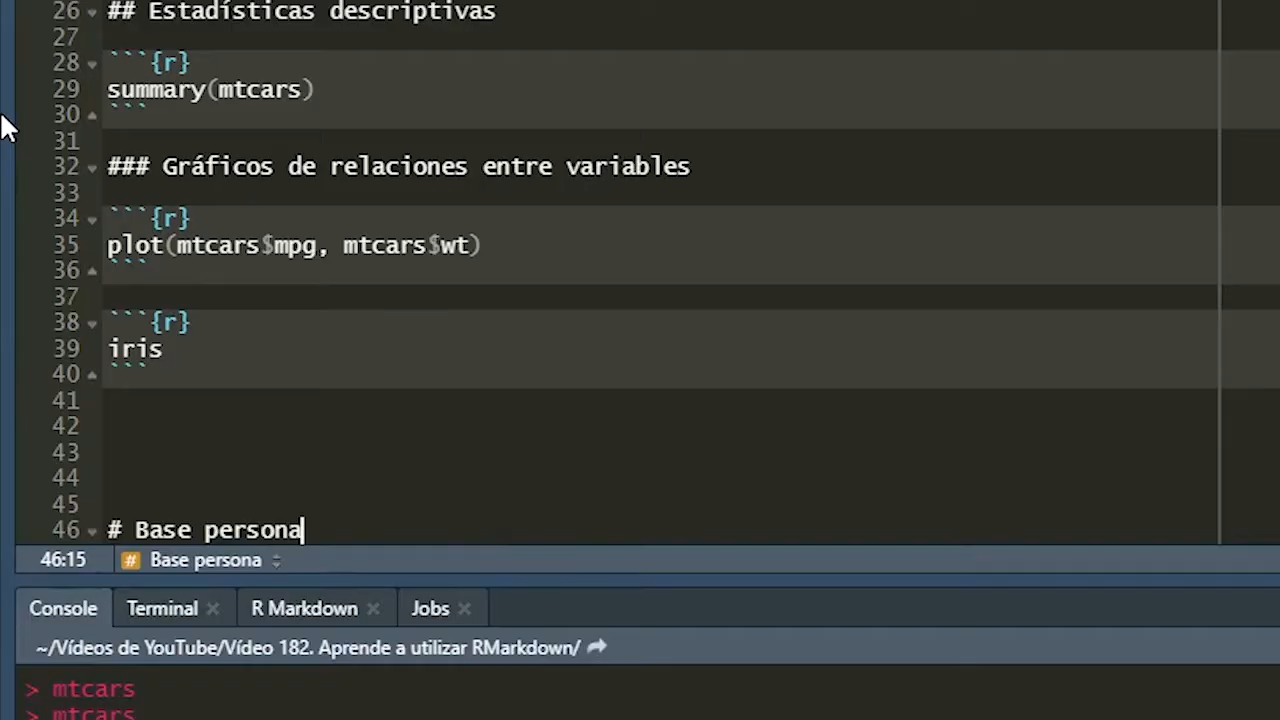 26 ## Estadísticas descriptivas
27
28 ```{r}
29 summary(mtcars)
30 ```
31
32 ### Gráficos de relaciones entre variables
33
34 ```{r}
35 plot(mtcars$mpg, mtcars$wt)
36 ```
37
38 ```{r}
39 iris
40 ```
41
42
43
44
45
46 # Base persona
46:15 # Base persona
Console Terminal R Markdown Jobs
~/Vídeos de YouTube/Vídeo 182. Aprende a utilizar RMarkdown/
> mtcars
> mtcars